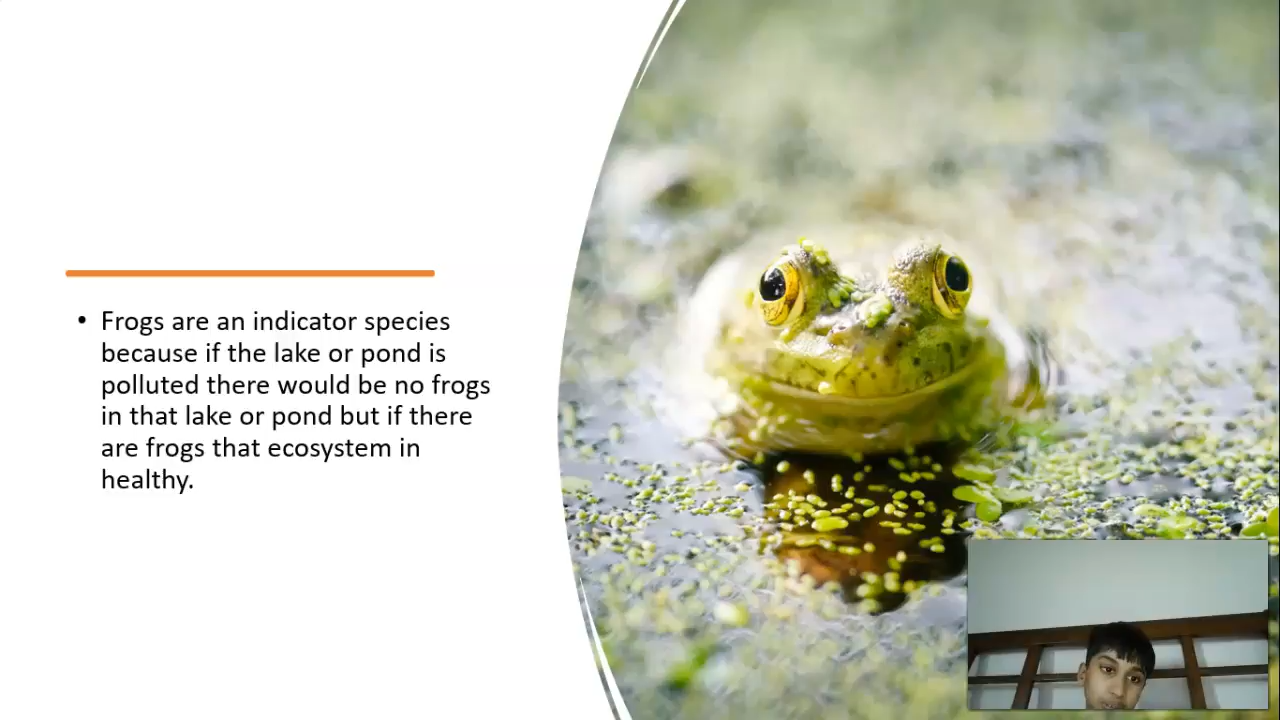 • Frogs are an indicator species
because if the lake or pond is
polluted there would be no frogs
in that lake or pond but if there
are frogs that ecosystem in
healthy.